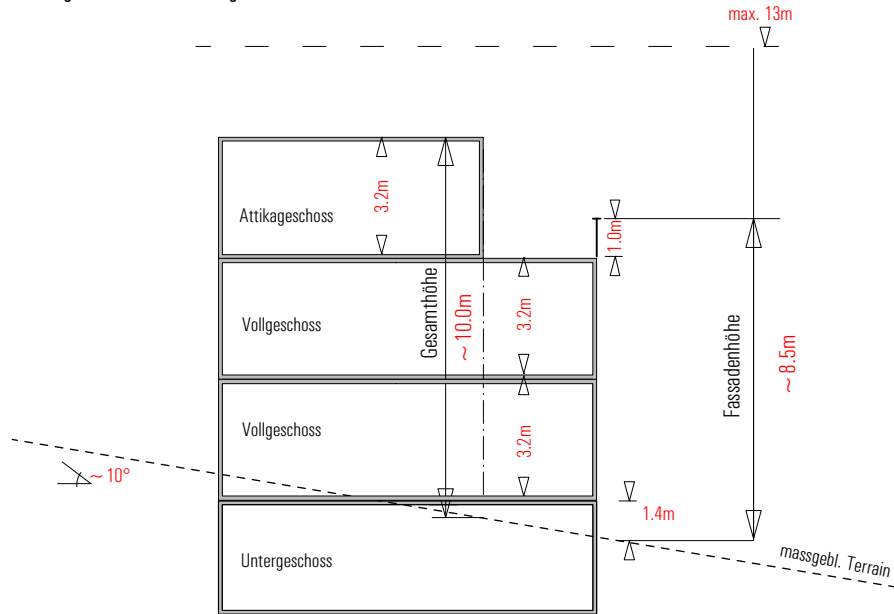 max. 13m
3.2m
Attikageschoss
1.0m
Vollgeschoss
Gesamthöhe
~ 10.0m
3.2m
Fassadenhöhe
~ 8.5m
Vollgeschoss
3.2m
~ 10°
1.4m
massgebl. Terrain
Untergeschoss